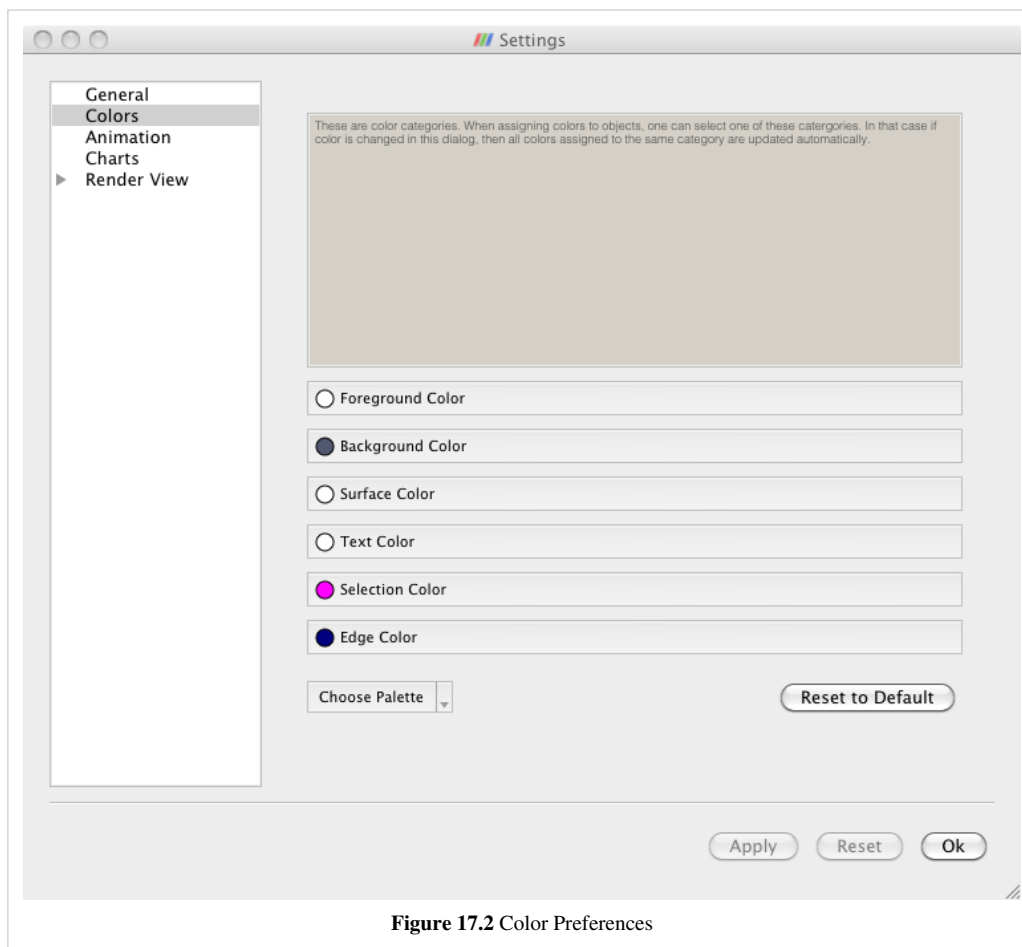 Settings
General
Colors
Animation
Charts
Render View
These are color categories. When assigning colors to objects, one can select one of these catergories. In that case if
color is changed in this dialog, then all colors assigned to the same category are updated automatically.
Foreground Color
Background Color
Surface Color
Text Color
Selection Color
Edge Color
Choose Palette
Reset to Default
Apply
Reset
Ok
Figure 17.2 Color Preferences